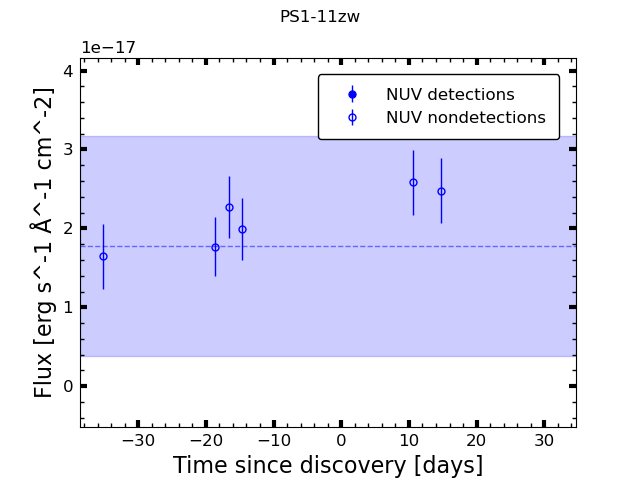 PS1-11zw
1e−17
NUV detections
NUV nondetections
4
3
2
1
0
Flux [erg s^-1 Å^-1 cm^-2]
−30 −20 −10 0 10 20 30
Time since discovery [days]